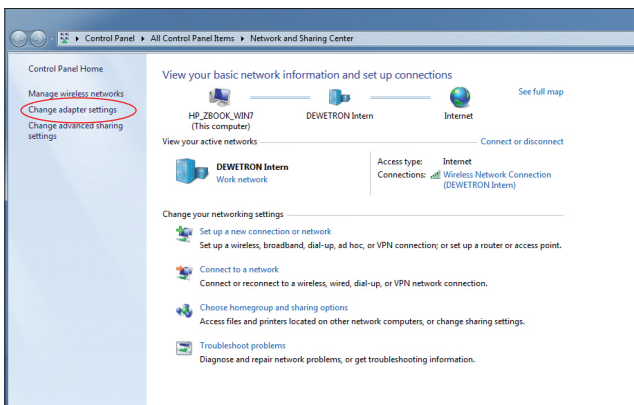 Control Panel ▸ All Control Panel Items ▸ Network and Sharing Center
Control Panel Home
Manage wireless networks
Change adapter settings
Change advanced sharing
settings
View your basic network information and set up connections
See full map
HP_ZBOOK_WIN7
(This computer)
DEWETRON Intern
Internet
View your active networks
Connect or disconnect
DEWETRON Intern
Work network
Access type: Internet
Connections: Wireless Network Connection
(DEWETRON Intern)
Change your networking settings
Set up a new connection or network
Set up a wireless, broadband, dial-up, ad hoc, or VPN connection; or set up a router or access point.
Connect to a network
Connect or reconnect to a wireless, wired, dial-up, or VPN network connection.
Choose homegroup and sharing options
Access files and printers located on other network computers, or change sharing settings.
Troubleshoot problems
Diagnose and repair network problems, or get troubleshooting information.